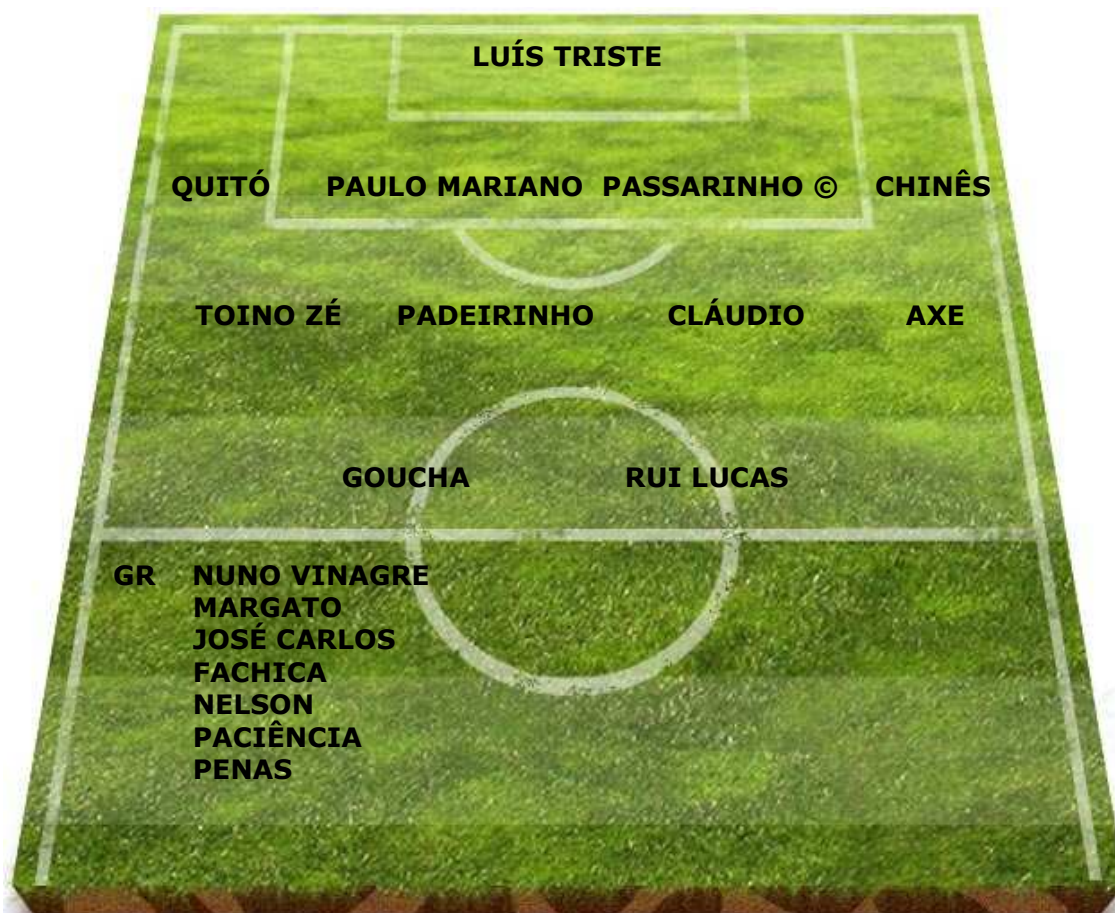 LUÍS TRISTE
QUITÓ PAULO MARIANO PASSARINHO © CHINÊS
TOINO ZÉ PADEIRINHO CLÁUDIO AXE
GOUCHA RUI LUCAS
GR NUNO VINAGRE
MARGATO
JOSÉ CARLOS
FACHICA
NELSON
PACIÊNCIA
PENAS